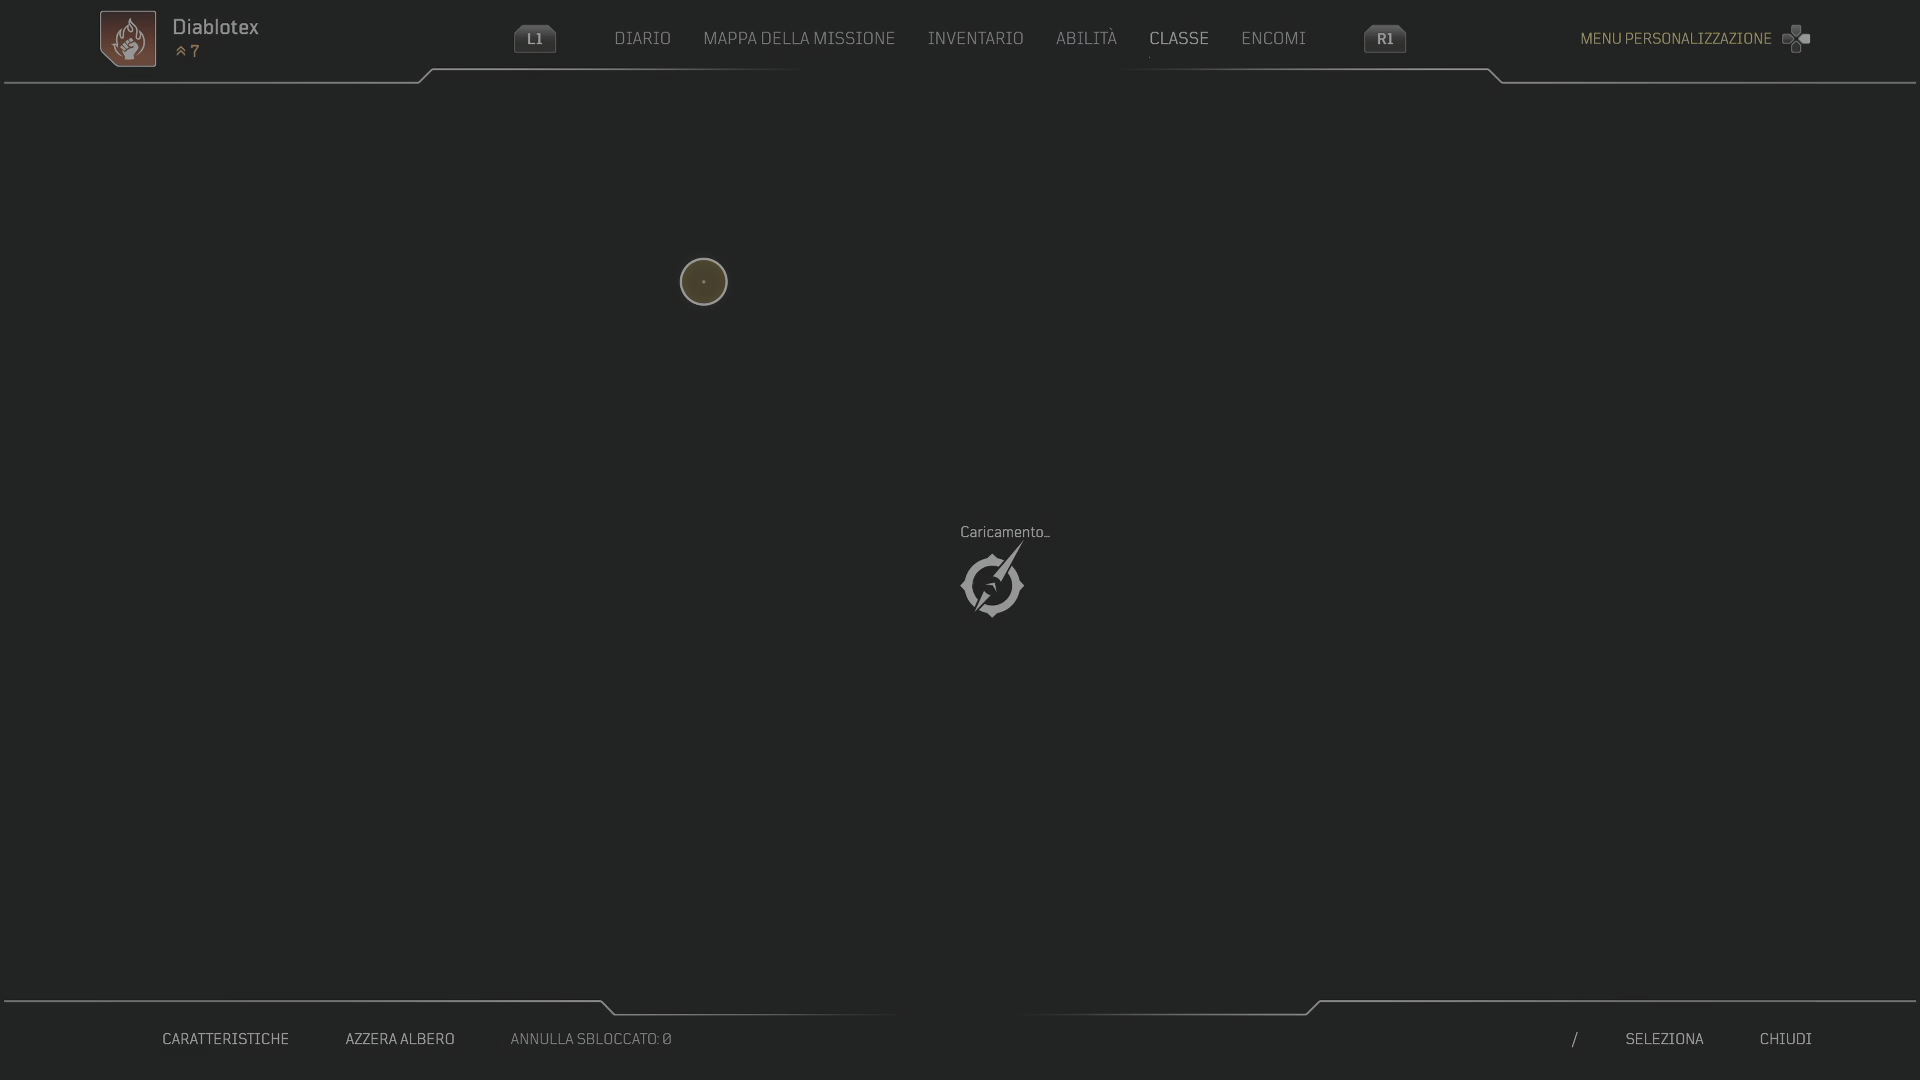 Diablotex
7
L1
DIARIO
MAPPA DELLA MISSIONE
INVENTARIO
ABILITÀ
CLASSE
ENCOMI
R1
MENU PERSONALIZZAZIONE
Caricamento...
CARATTERISTICHE
AZZERA ALBERO
ANNULLA SBLOCCATO: 0
/
SELEZIONA
CHIUDI